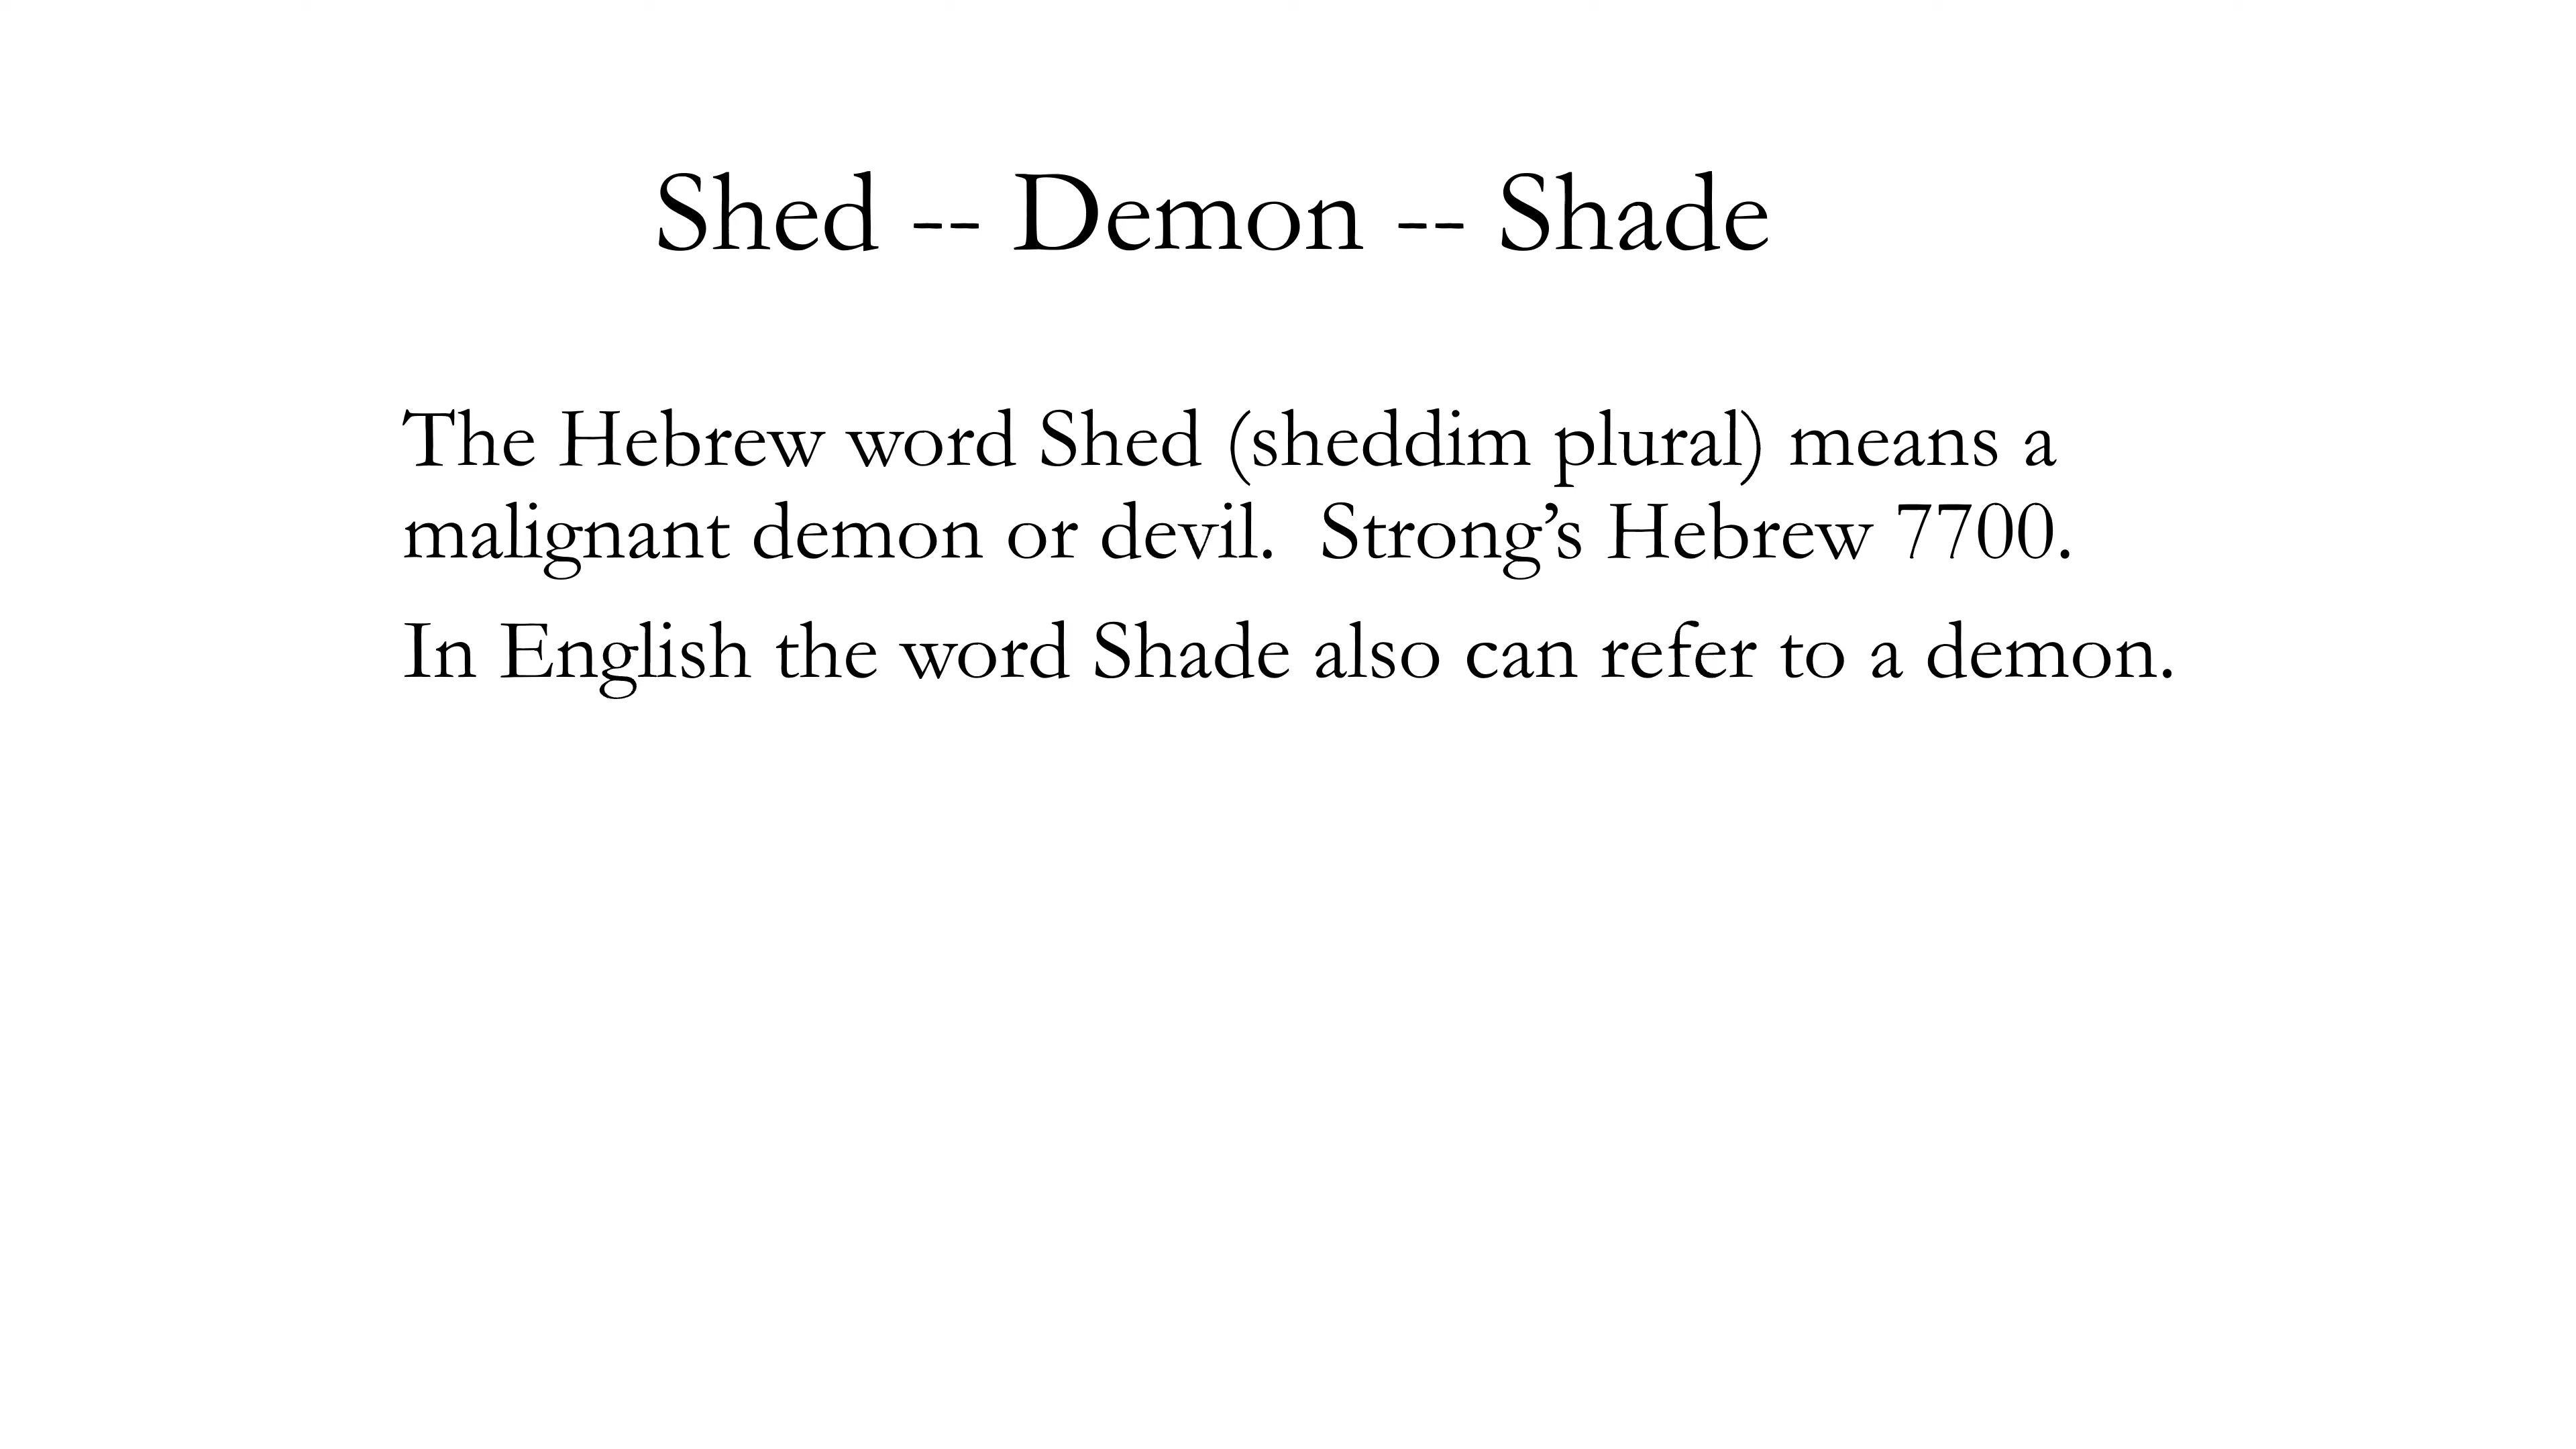 Shed -- Demon -- Shade
The Hebrew word Shed (sheddim plural) means a
malignant demon or devil.  Strong’s Hebrew 7700.
In English the word Shade also can refer to a demon.